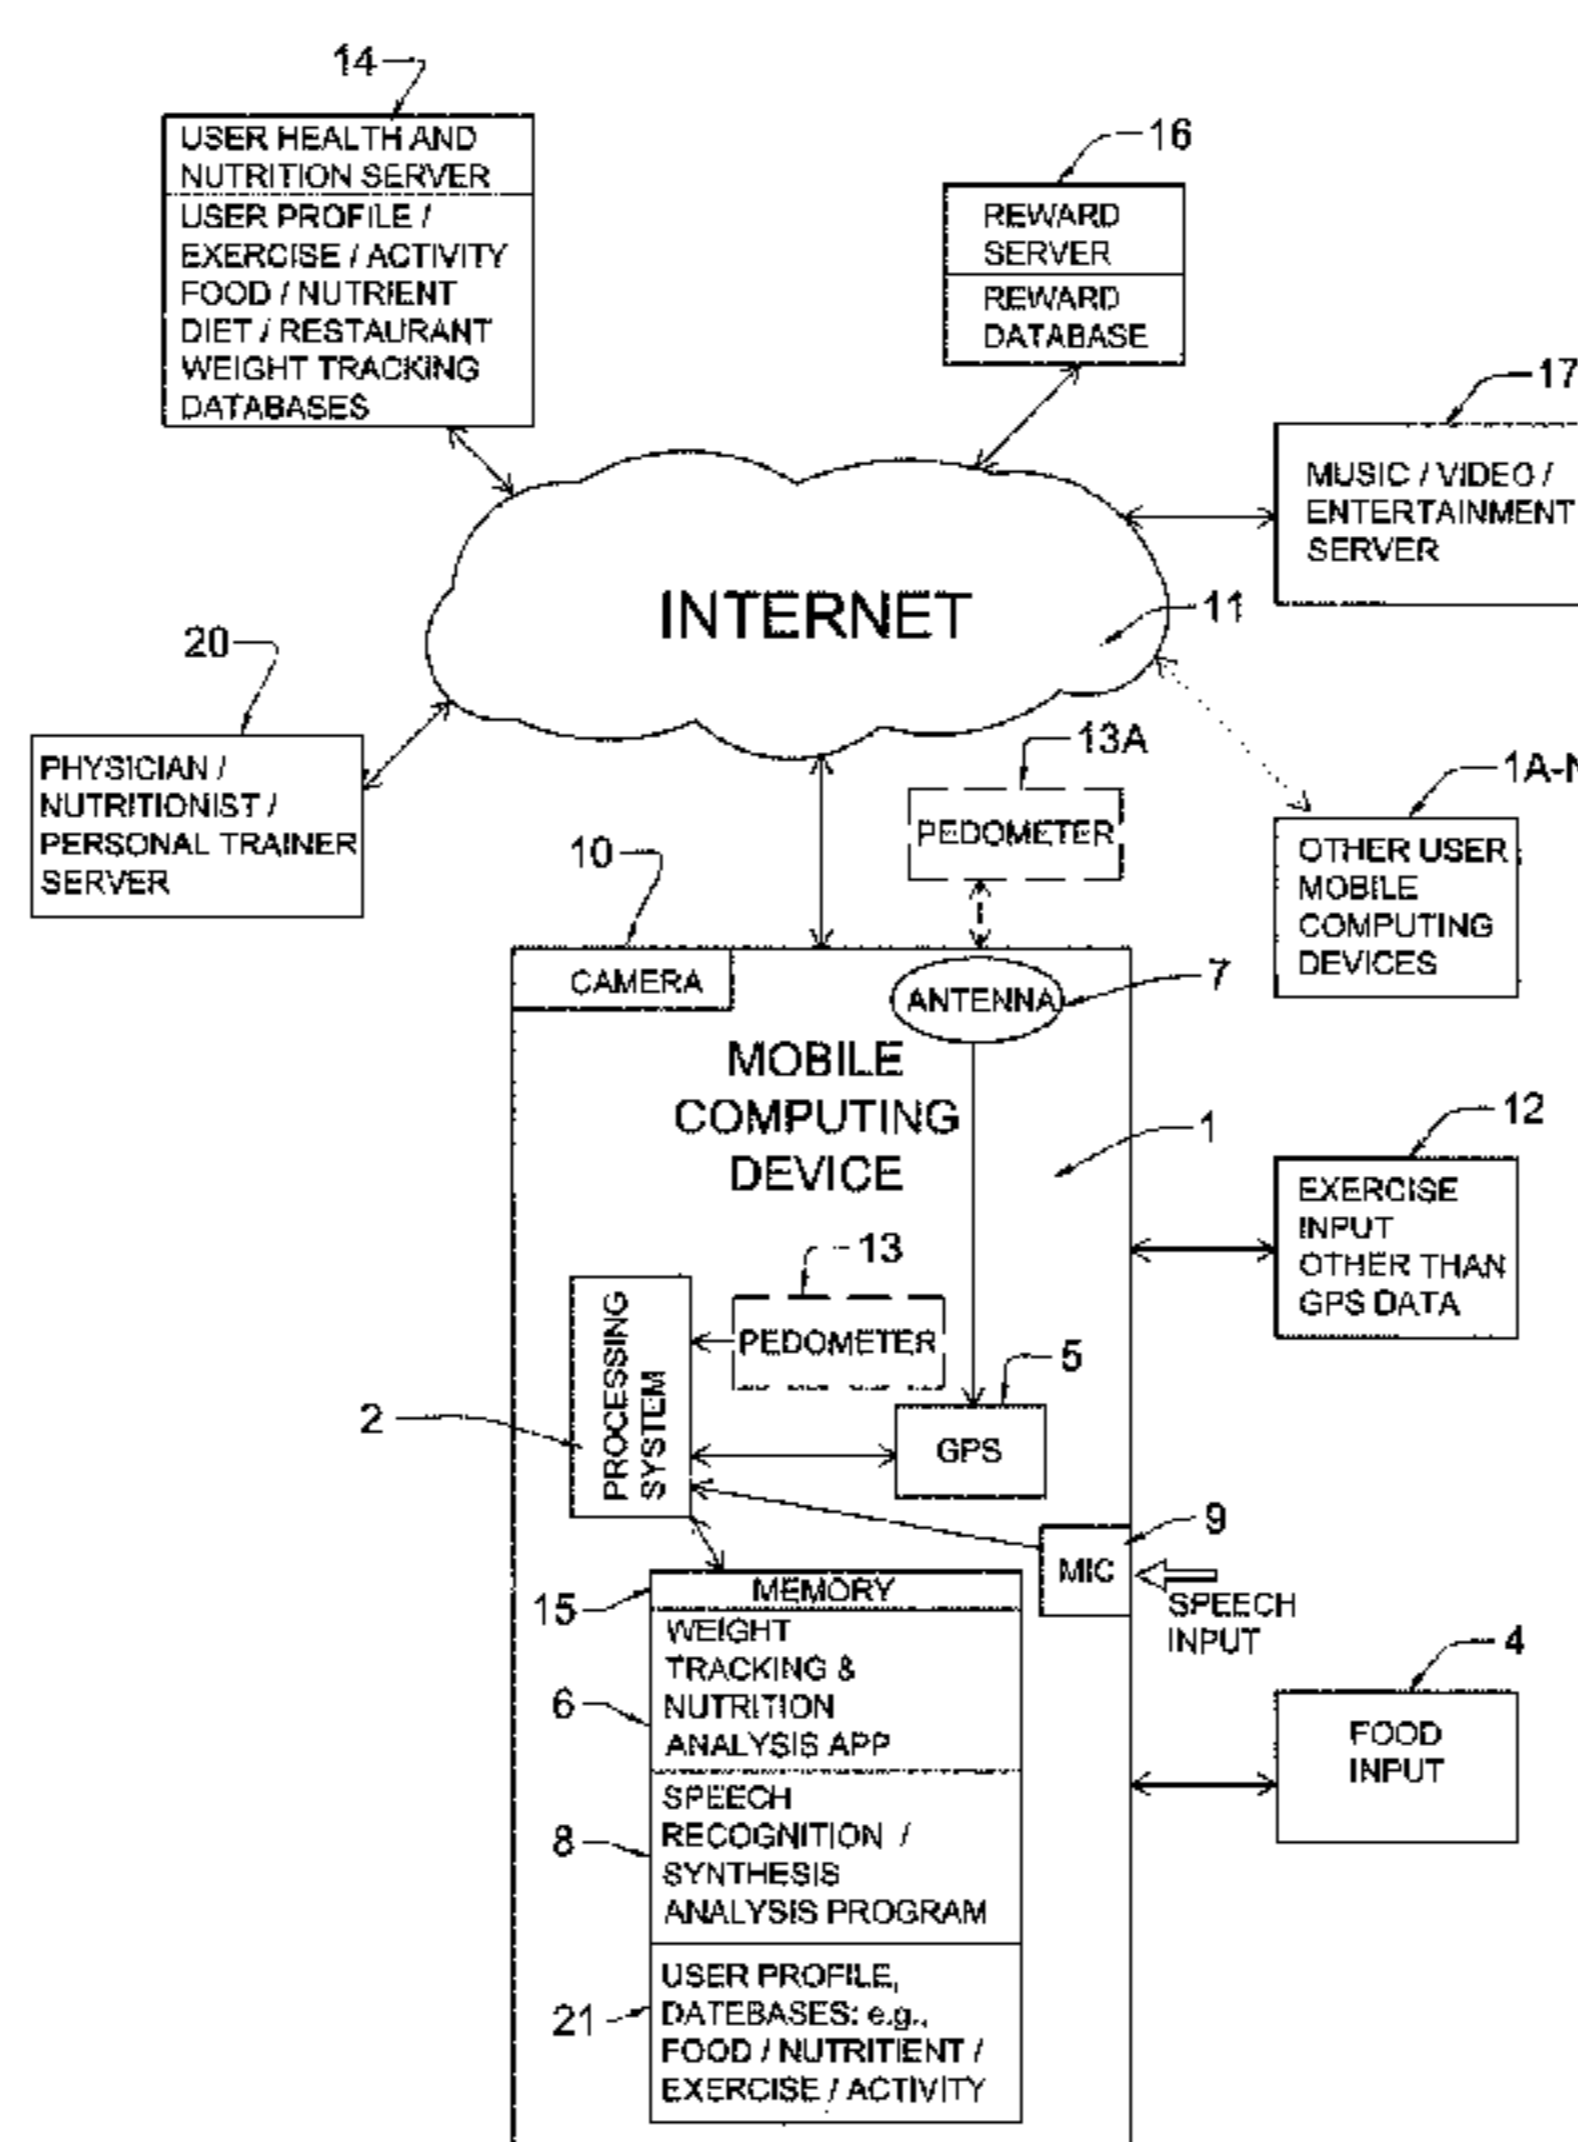 14
USER HEALTH AND
NUTRITION SERVER
USER PROFILE /
EXERCISE / ACTIVITY
FOOD / NUTRIENT
DIET / RESTAURANT
WEIGHT TRACKING
DATABASES
16
REWARD
SERVER
REWARD
DATABASE
17
MUSIC / VIDEO /
ENTERTAINMENT
SERVER
INTERNET
11
20
PHYSICIAN /
NUTRITIONIST /
PERSONAL TRAINER
SERVER
13A
PEDOMETER
1A-N
OTHER USER
MOBILE
COMPUTING
DEVICES
10
CAMERA
ANTENNA
7
MOBILE
COMPUTING
DEVICE
1
12
EXERCISE
INPUT
OTHER THAN
GPS DATA
13
PEDOMETER
PROCESSING
SYSTEM
2
5
GPS
9
MIC
SPEECH
INPUT
15
MEMORY
WEIGHT
TRACKING &
NUTRITION
ANALYSIS APP
6
4
FOOD
INPUT
SPEECH
RECOGNITION /
SYNTHESIS
ANALYSIS PROGRAM
8
USER PROFILE,
DATEBASES: e.g.,
FOOD / NUTRITIENT /
EXERCISE / ACTIVITY
21